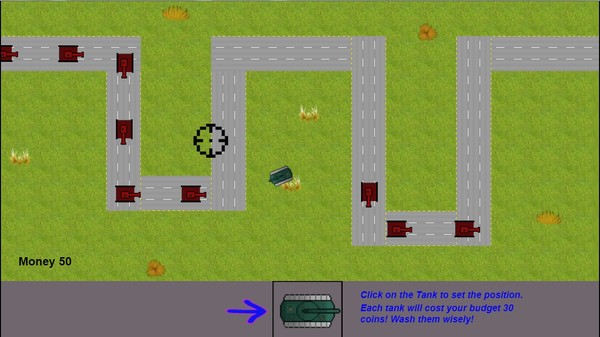 Money 50
Click on the Tank to set the position.
Each tank will cost your budget 30
coins! Wash them wisely!